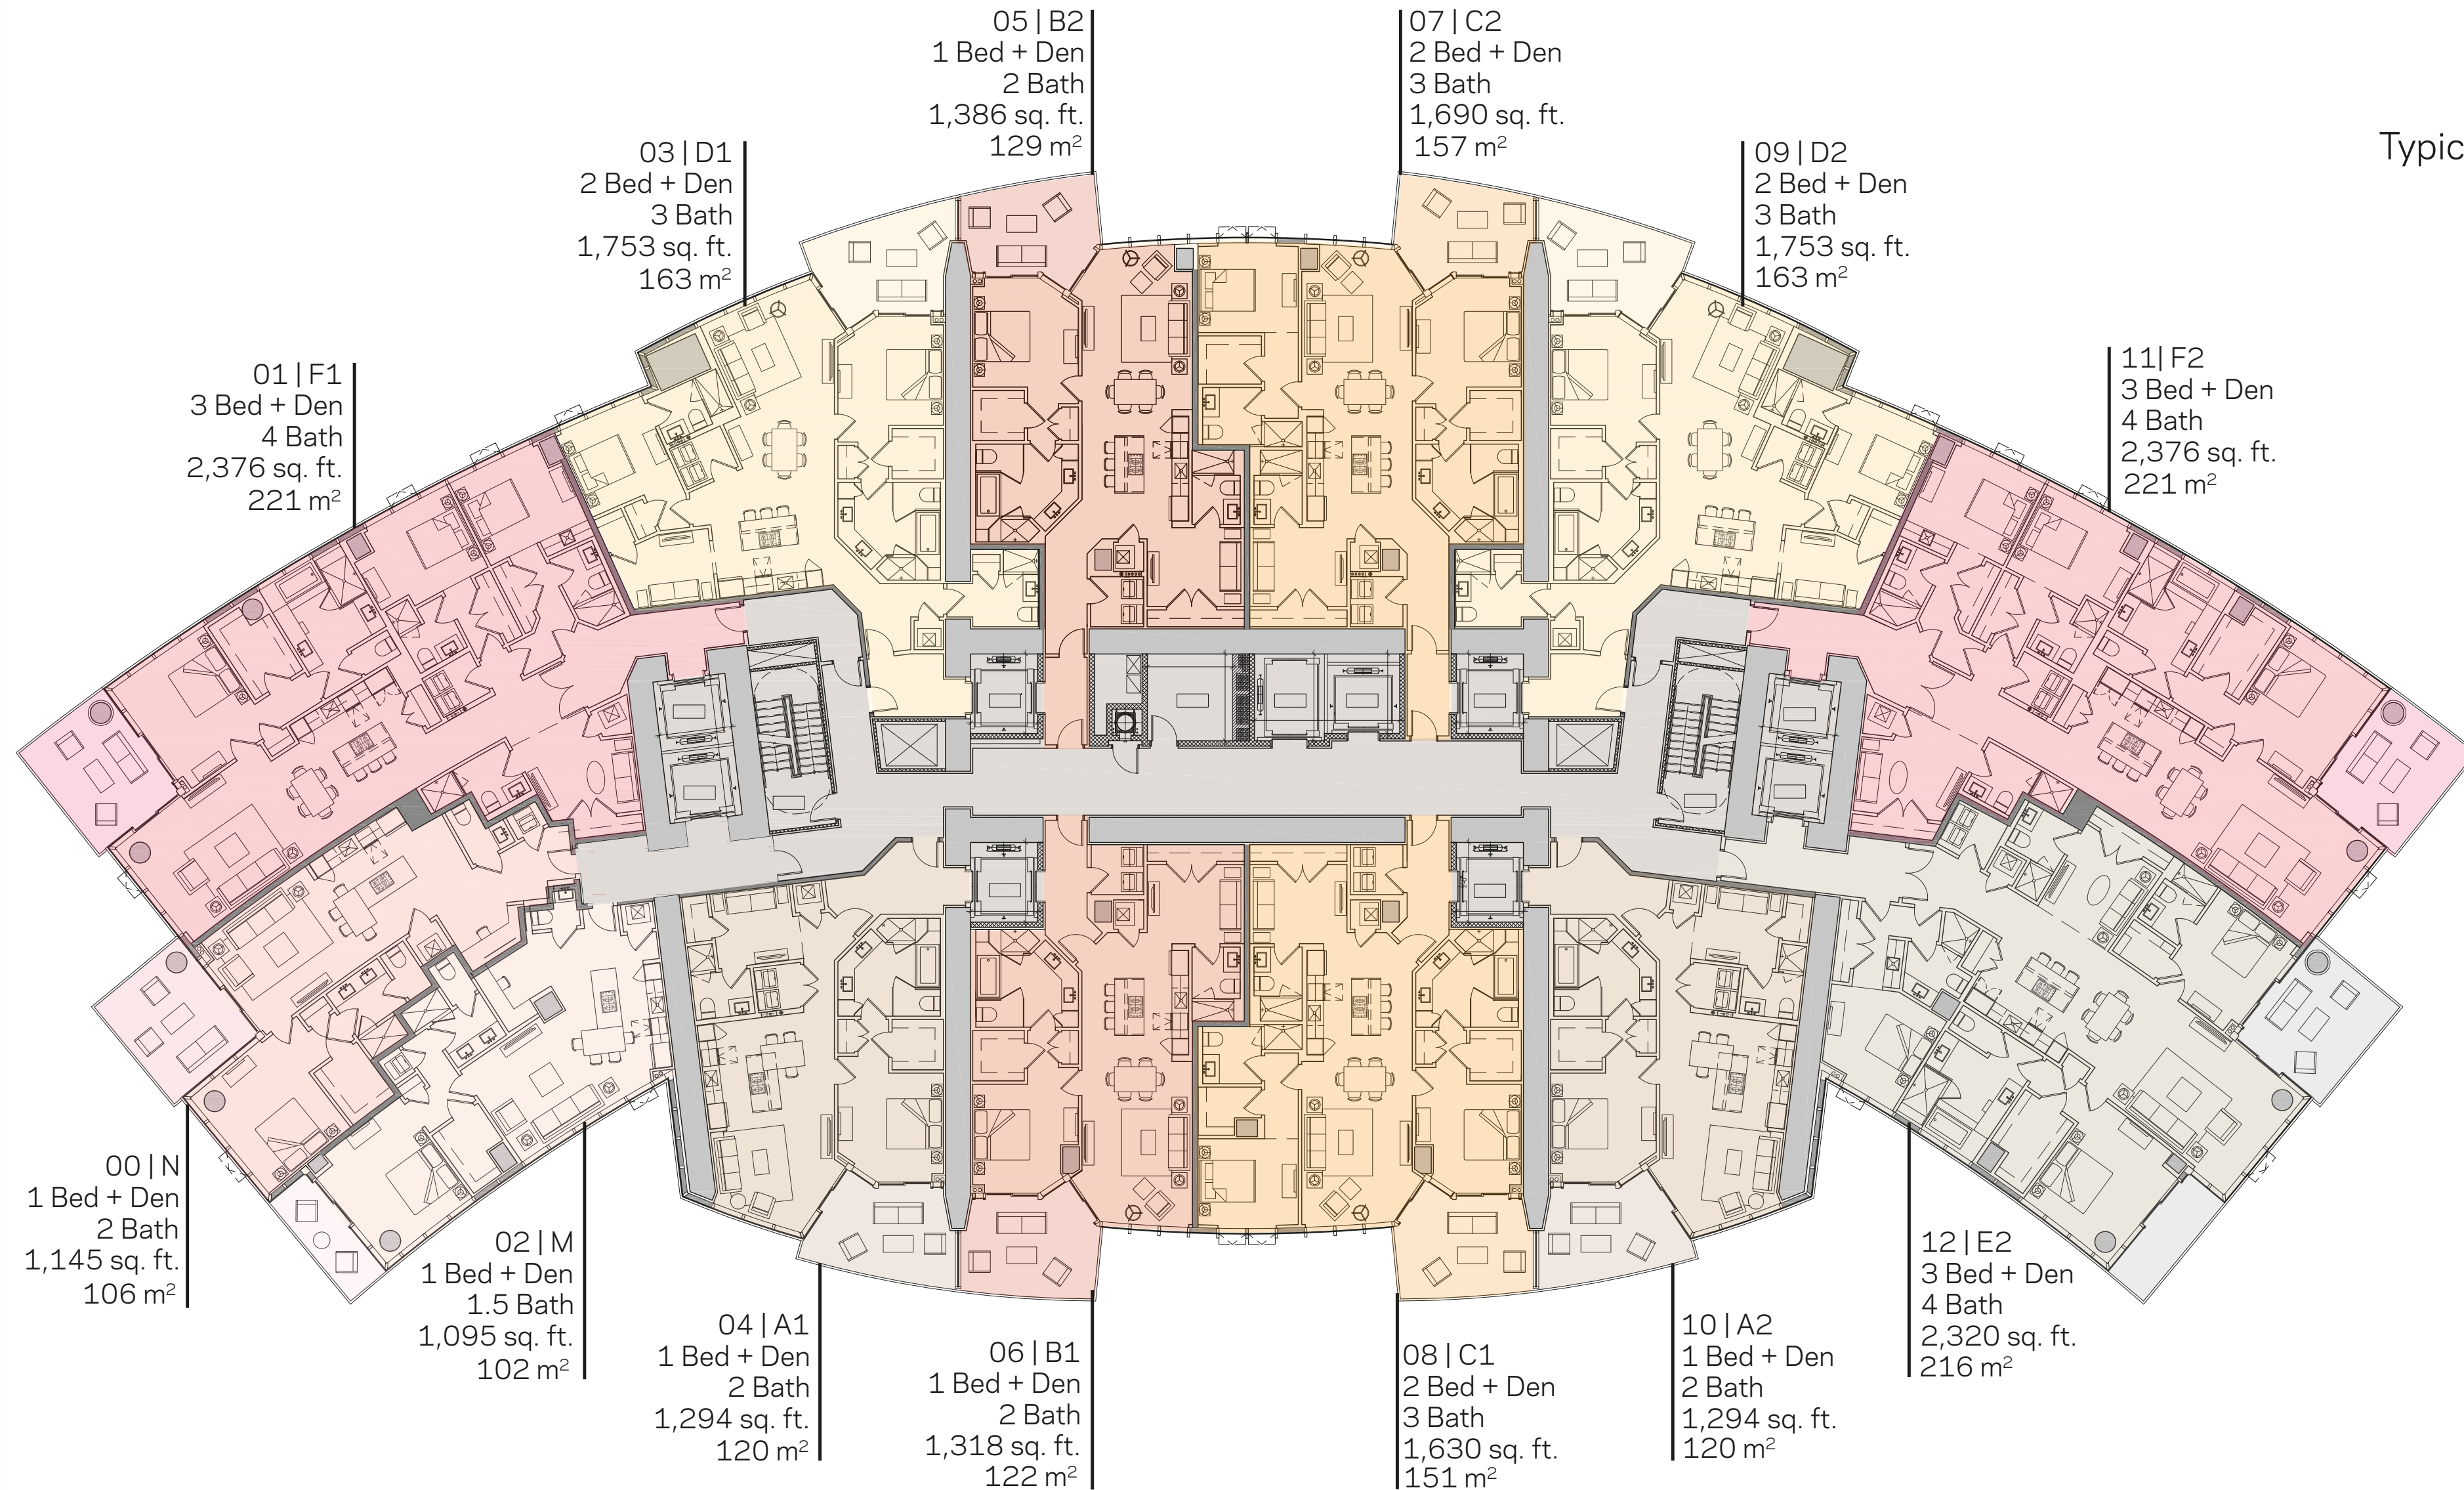 05 | B2
1 Bed + Den
2 Bath
1,386 sq. ft.
129 m²
07 | C2
2 Bed + Den
3 Bath
1,690 sq. ft.
157 m²
Typic
03 | D1
2 Bed + Den
3 Bath
1,753 sq. ft.
163 m²
09 | D2
2 Bed + Den
3 Bath
1,753 sq. ft.
163 m²
01 | F1
3 Bed + Den
4 Bath
2,376 sq. ft.
221 m²
11| F2
3 Bed + Den
4 Bath
2,376 sq. ft.
221 m²
00 | N
1 Bed + Den
2 Bath
1,145 sq. ft.
106 m²
02 | M
1 Bed + Den
1.5 Bath
1,095 sq. ft.
102 m²
04 | A1
1 Bed + Den
2 Bath
1,294 sq. ft.
120 m²
06 | B1
1 Bed + Den
2 Bath
1,318 sq. ft.
122 m²
08 | C1
2 Bed + Den
3 Bath
1,630 sq. ft.
151 m²
10 | A2
1 Bed + Den
2 Bath
1,294 sq. ft.
120 m²
12 | E2
3 Bed + Den
4 Bath
2,320 sq. ft.
216 m²